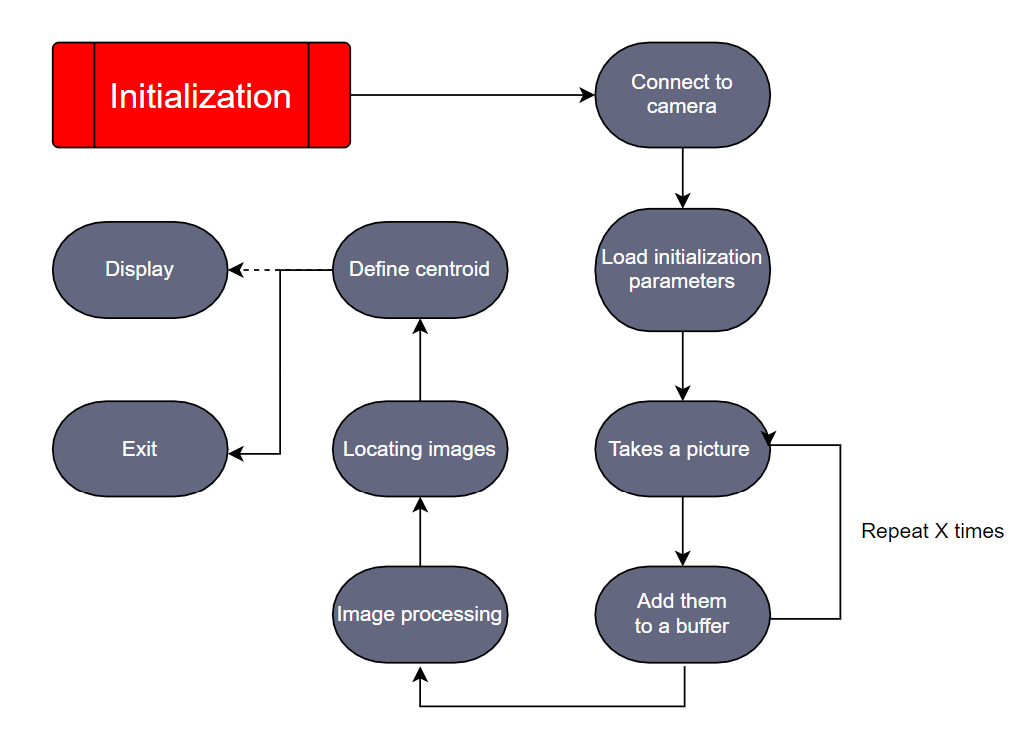 Initialization
Connect to
camera
Load initialization
parameters
Display
Define centroid
Exit
Locating images
Takes a picture
Repeat X times
Image processing
Add them
to a buffer